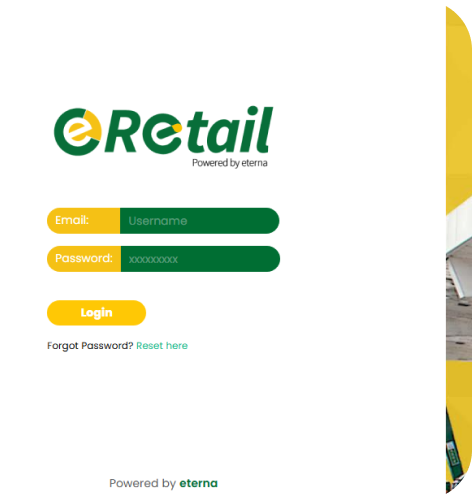 eRetail
Powered by eterna
Email: Username
Password: xxxxxxxxx
Login
Forgot Password? Reset here
Powered by eterna